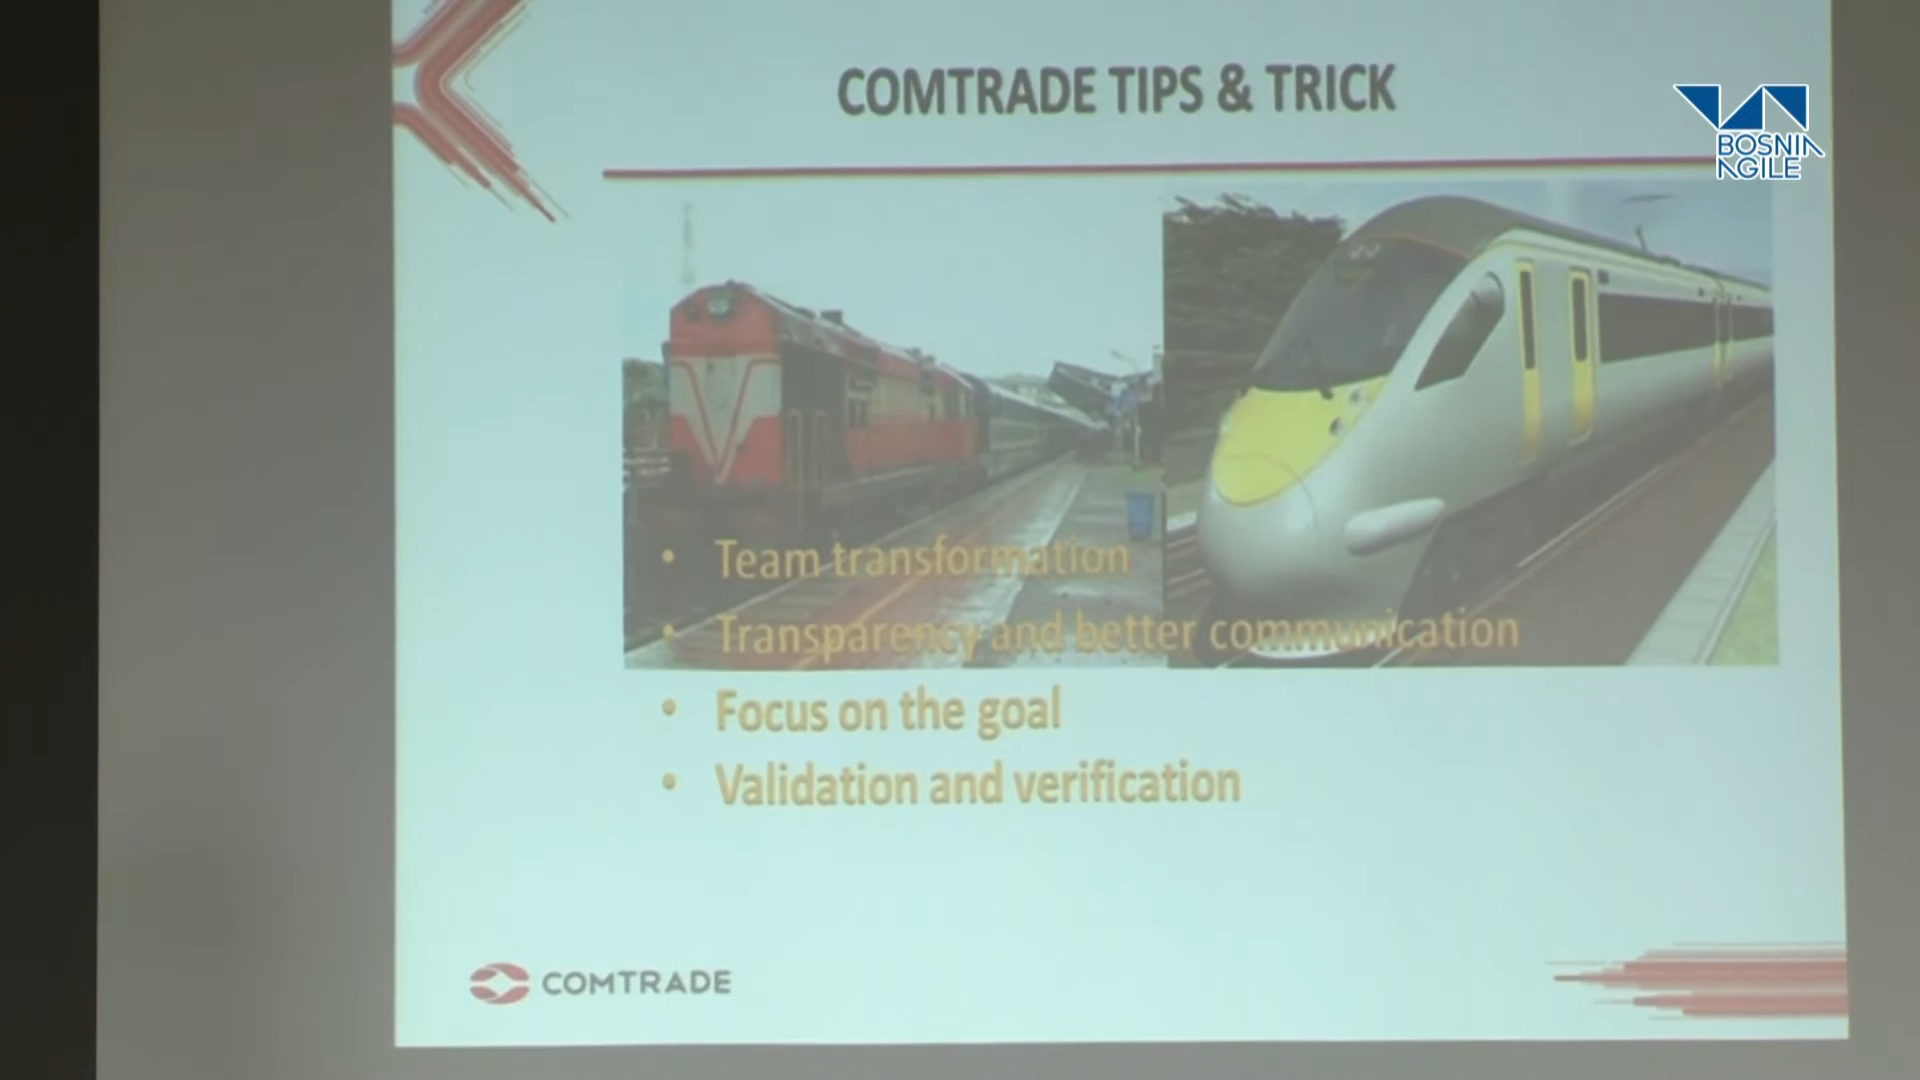 COMTRADE TIPS & TRICK
BOSNIA
AGILE
• Team transformation
• Transparency and better communication
• Focus on the goal
• Validation and verification
COMTRADE